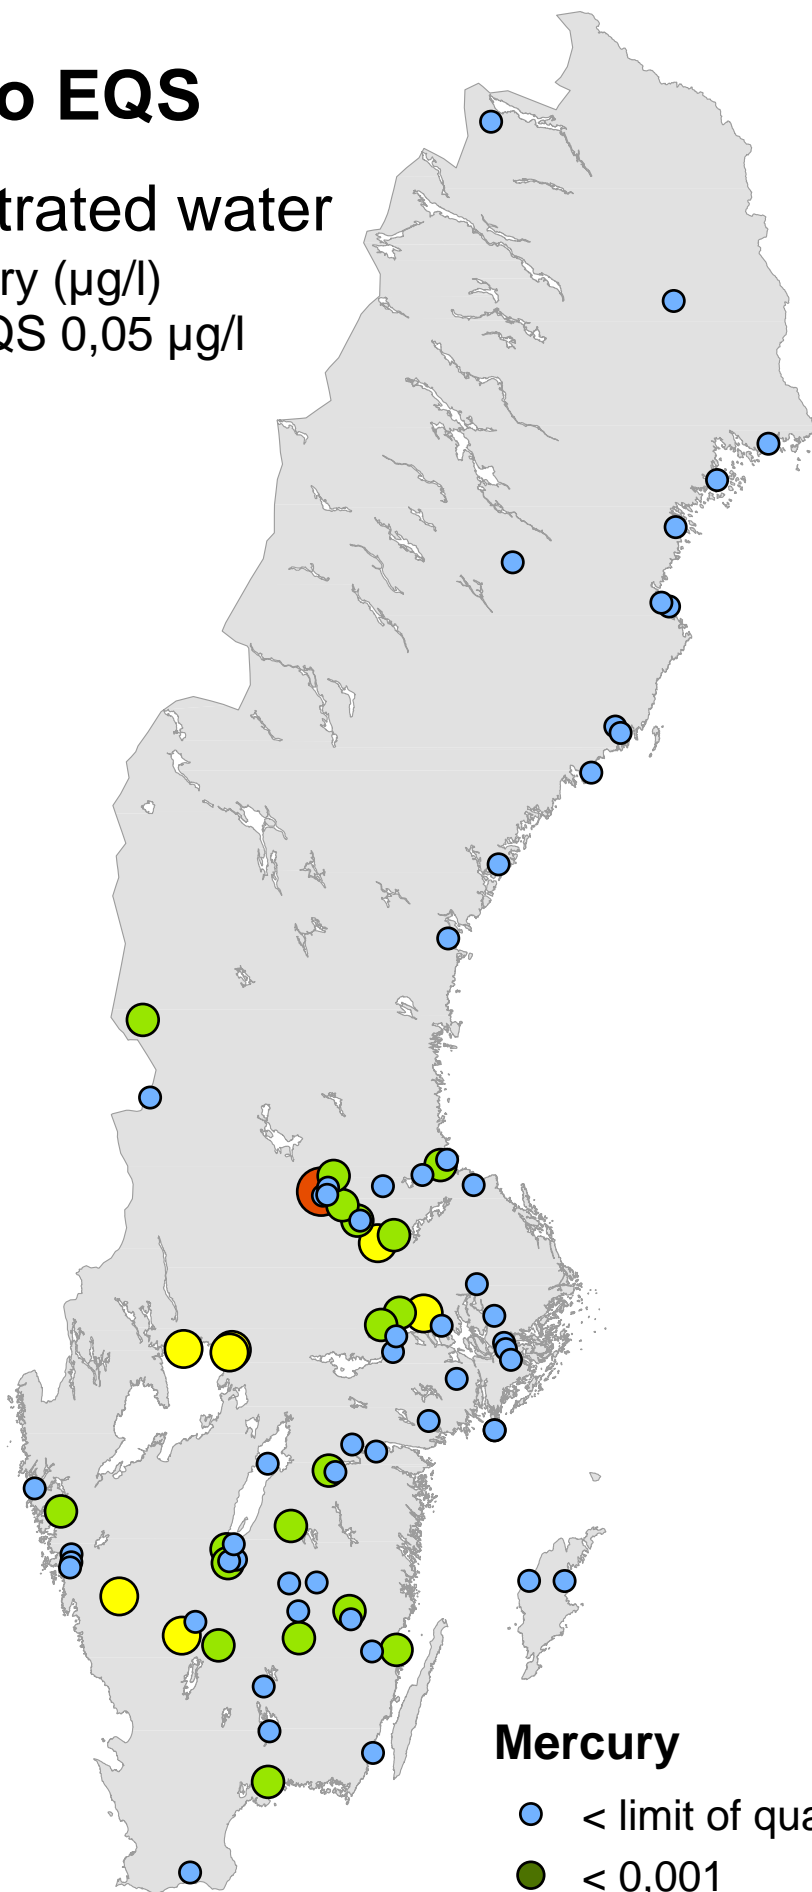 o EQS
trated water
ry (µg/l)
QS 0,05 µg/l
Mercury
< limit of qua
< 0,001